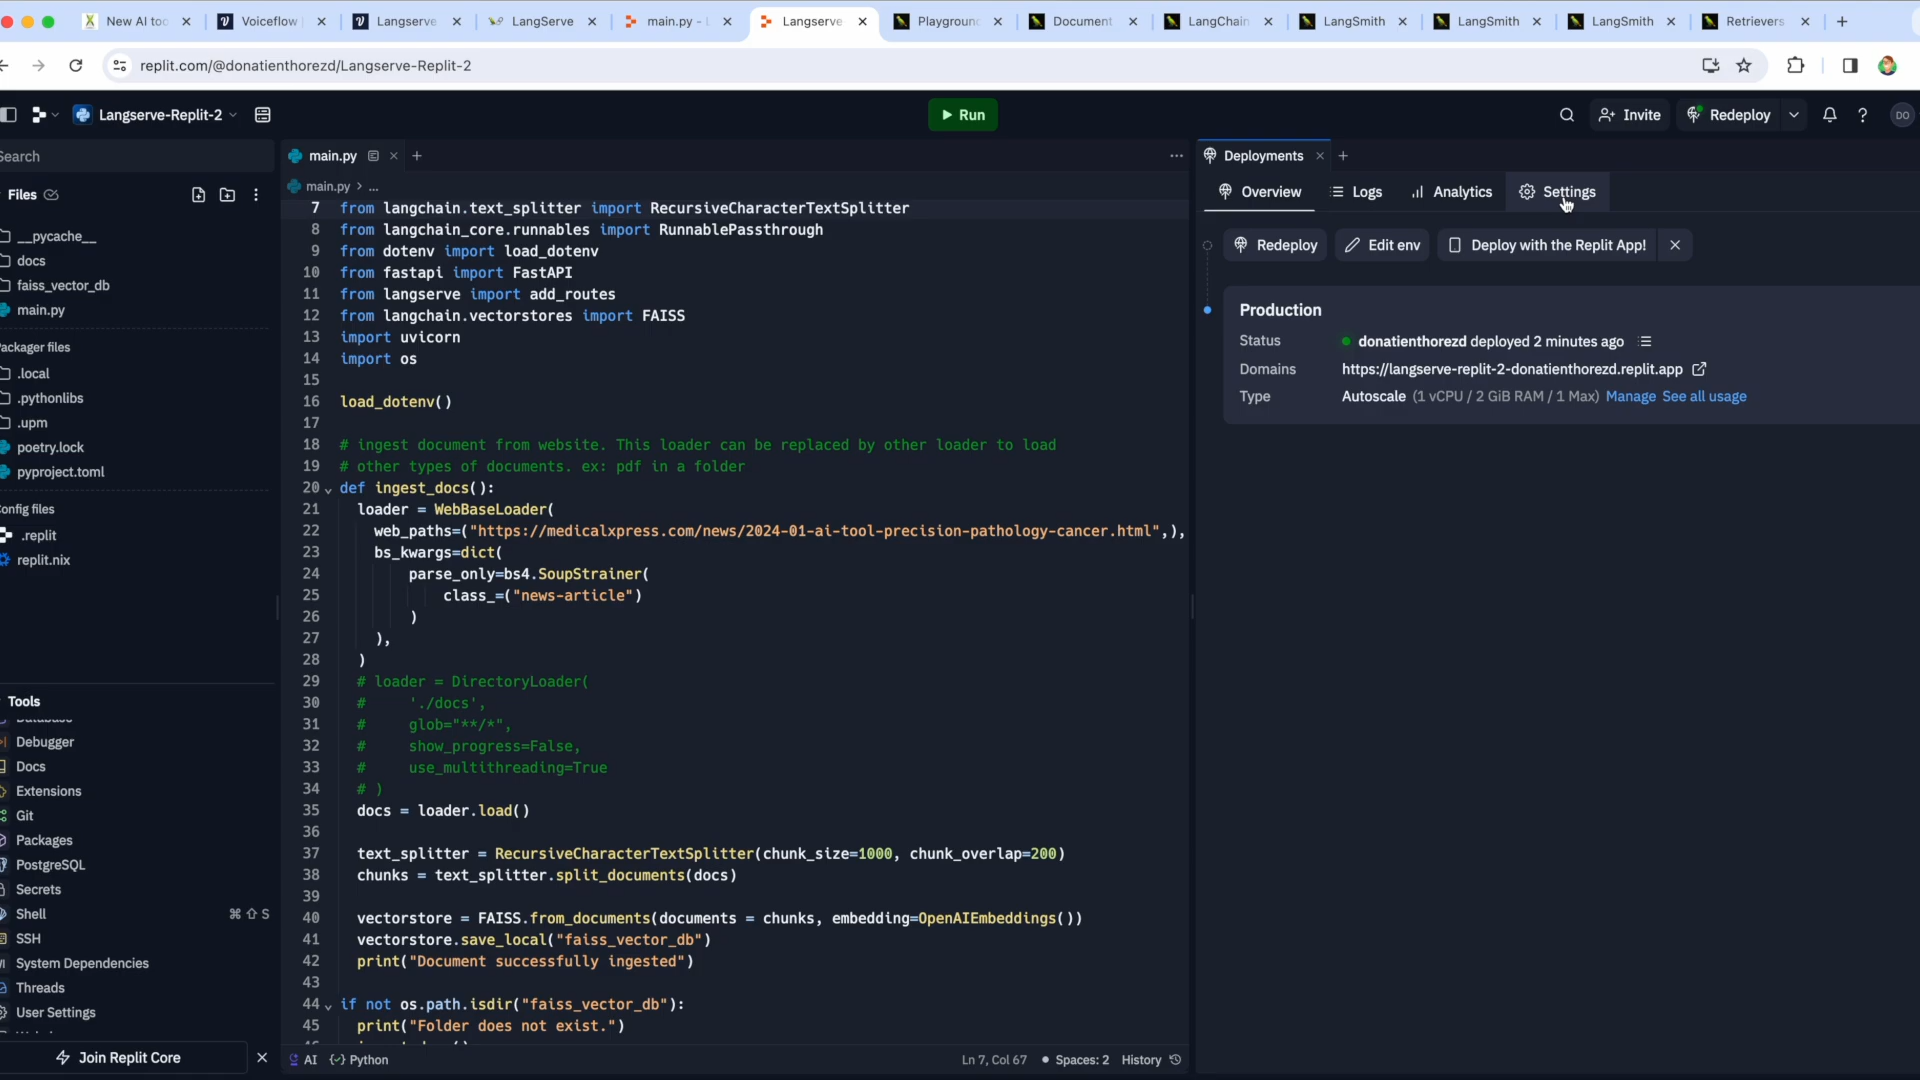 New AI too
Voiceflow
Langserve
LangServe
main.py - L
Langserve
Playground
Document
LangChain
LangSmith
LangSmith
LangSmith
Retrievers
replit.com/@donatienthorezd/Langserve-Replit-2
Langserve-Replit-2
Run
Invite
Redeploy
DO
Search
Files
__pycache__
docs
faiss_vector_db
main.py
ackager files
.local
.pythonlibs
.upm
poetry.lock
pyproject.toml
onfig files
.replit
replit.nix
Tools
Debugger
Docs
Extensions
Git
Packages
PostgreSQL
Secrets
Shell ⌘ ⇧ S
SSH
System Dependencies
Threads
User Settings
Join Replit Core
main.py
main.py > ...
7 from langchain.text_splitter import RecursiveCharacterTextSplitter
8 from langchain_core.runnables import RunnablePassthrough
9 from dotenv import load_dotenv
10 from fastapi import FastAPI
11 from langserve import add_routes
12 from langchain.vectorstores import FAISS
13 import uvicorn
14 import os
15
16 load_dotenv()
17
18 # ingest document from website. This loader can be replaced by other loader to load
19 # other types of documents. ex: pdf in a folder
20 def ingest_docs():
21 loader = WebBaseLoader(
22 web_paths=("https://medicalxpress.com/news/2024-01-ai-tool-precision-pathology-cancer.html",),
23 bs_kwargs=dict(
24 parse_only=bs4.SoupStrainer(
25 class_=("news-article")
26 )
27 ),
28 )
29 # loader = DirectoryLoader(
30 # './docs',
31 # glob="**/*",
32 # show_progress=False,
33 # use_multithreading=True
34 # )
35 docs = loader.load()
36
37 text_splitter = RecursiveCharacterTextSplitter(chunk_size=1000, chunk_overlap=200)
38 chunks = text_splitter.split_documents(docs)
39
40 vectorstore = FAISS.from_documents(documents = chunks, embedding=OpenAIEmbeddings())
41 vectorstore.save_local("faiss_vector_db")
42 print("Document successfully ingested")
43
44 if not os.path.isdir("faiss_vector_db"):
45 print("Folder does not exist.")
AI Python
Ln 7, Col 67 Spaces: 2 History
Deployments
Overview Logs Analytics Settings
Redeploy Edit env Deploy with the Replit App!
Production
Status donatienthorezd deployed 2 minutes ago
Domains https://langserve-replit-2-donatienthorezd.replit.app
Type Autoscale (1 vCPU / 2 GiB RAM / 1 Max) Manage See all usage